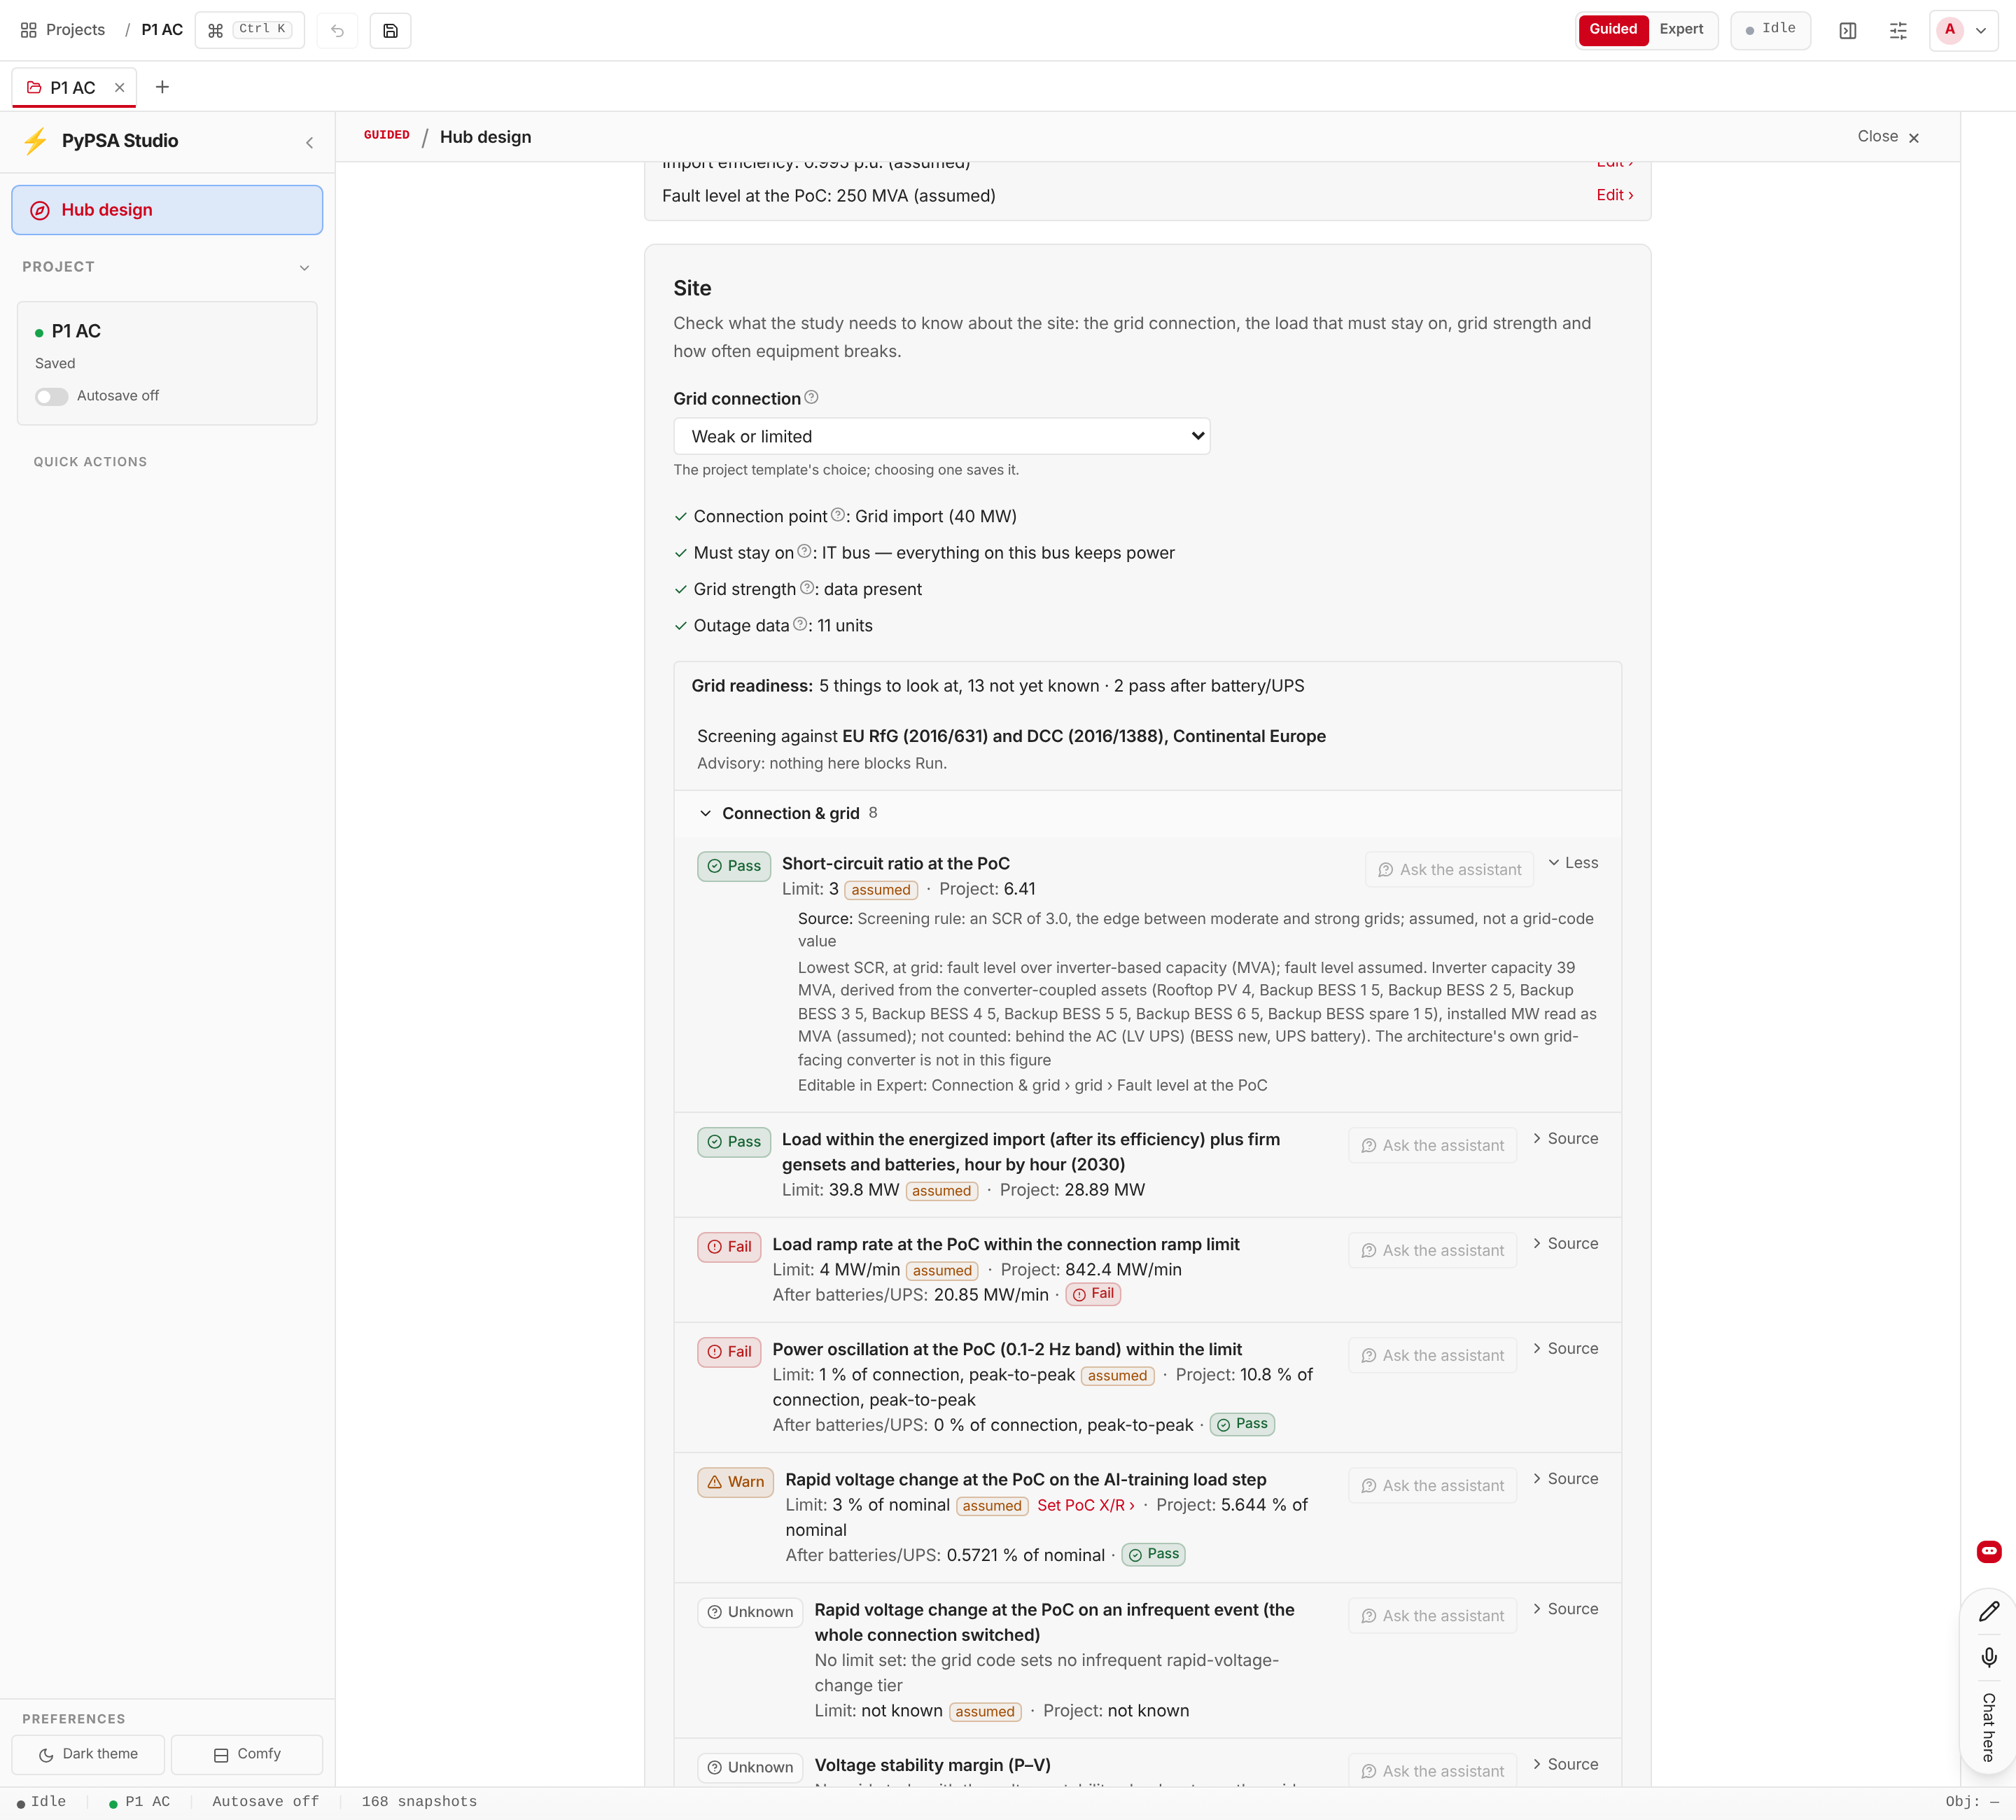 Projects / P1 AC Ctrl K Guided Expert Idle A
P1 AC
PyPSA Studio
GUIDED / Hub design Close
Hub design
PROJECT
P1 AC
Saved
Autosave off
QUICK ACTIONS
Import efficiency: 0.995 p.u. (assumed) Edit ›
Fault level at the PoC: 250 MVA (assumed) Edit ›
Site
Check what the study needs to know about the site: the grid connection, the load that must stay on, grid strength and
how often equipment breaks.
Grid connection
Weak or limited
The project template's choice; choosing one saves it.
Connection point: Grid import (40 MW)
Must stay on: IT bus — everything on this bus keeps power
Grid strength: data present
Outage data: 11 units
Grid readiness: 5 things to look at, 13 not yet known · 2 pass after battery/UPS
Screening against EU RfG (2016/631) and DCC (2016/1388), Continental Europe
Advisory: nothing here blocks Run.
Connection & grid 8
Pass Short-circuit ratio at the PoC Ask the assistant Less
Limit: 3 assumed · Project: 6.41
Source: Screening rule: an SCR of 3.0, the edge between moderate and strong grids; assumed, not a grid-code
value
Lowest SCR, at grid: fault level over inverter-based capacity (MVA); fault level assumed. Inverter capacity 39
MVA, derived from the converter-coupled assets (Rooftop PV 4, Backup BESS 1 5, Backup BESS 2 5, Backup
BESS 3 5, Backup BESS 4 5, Backup BESS 5 5, Backup BESS 6 5, Backup BESS spare 1 5), installed MW read as
MVA (assumed); not counted: behind the AC (LV UPS) (BESS new, UPS battery). The architecture's own grid-
facing converter is not in this figure
Editable in Expert: Connection & grid › grid › Fault level at the PoC
Pass Load within the energized import (after its efficiency) plus firm Ask the assistant Source
gensets and batteries, hour by hour (2030)
Limit: 39.8 MW assumed · Project: 28.89 MW
Fail Load ramp rate at the PoC within the connection ramp limit Ask the assistant Source
Limit: 4 MW/min assumed · Project: 842.4 MW/min
After batteries/UPS: 20.85 MW/min · Fail
Fail Power oscillation at the PoC (0.1-2 Hz band) within the limit Ask the assistant Source
Limit: 1 % of connection, peak-to-peak assumed · Project: 10.8 % of
connection, peak-to-peak
After batteries/UPS: 0 % of connection, peak-to-peak · Pass
Warn Rapid voltage change at the PoC on the AI-training load step Ask the assistant Source
Limit: 3 % of nominal assumed Set PoC X/R › · Project: 5.644 % of
nominal
After batteries/UPS: 0.5721 % of nominal · Pass
Unknown Rapid voltage change at the PoC on an infrequent event (the Ask the assistant Source
whole connection switched)
No limit set: the grid code sets no infrequent rapid-voltage-
change tier
Limit: not known assumed · Project: not known
Unknown Voltage stability margin (P–V) Ask the assistant Source
Chat here
PREFERENCES
Dark theme Comfy
Idle P1 AC Autosave off 168 snapshots Obj: —